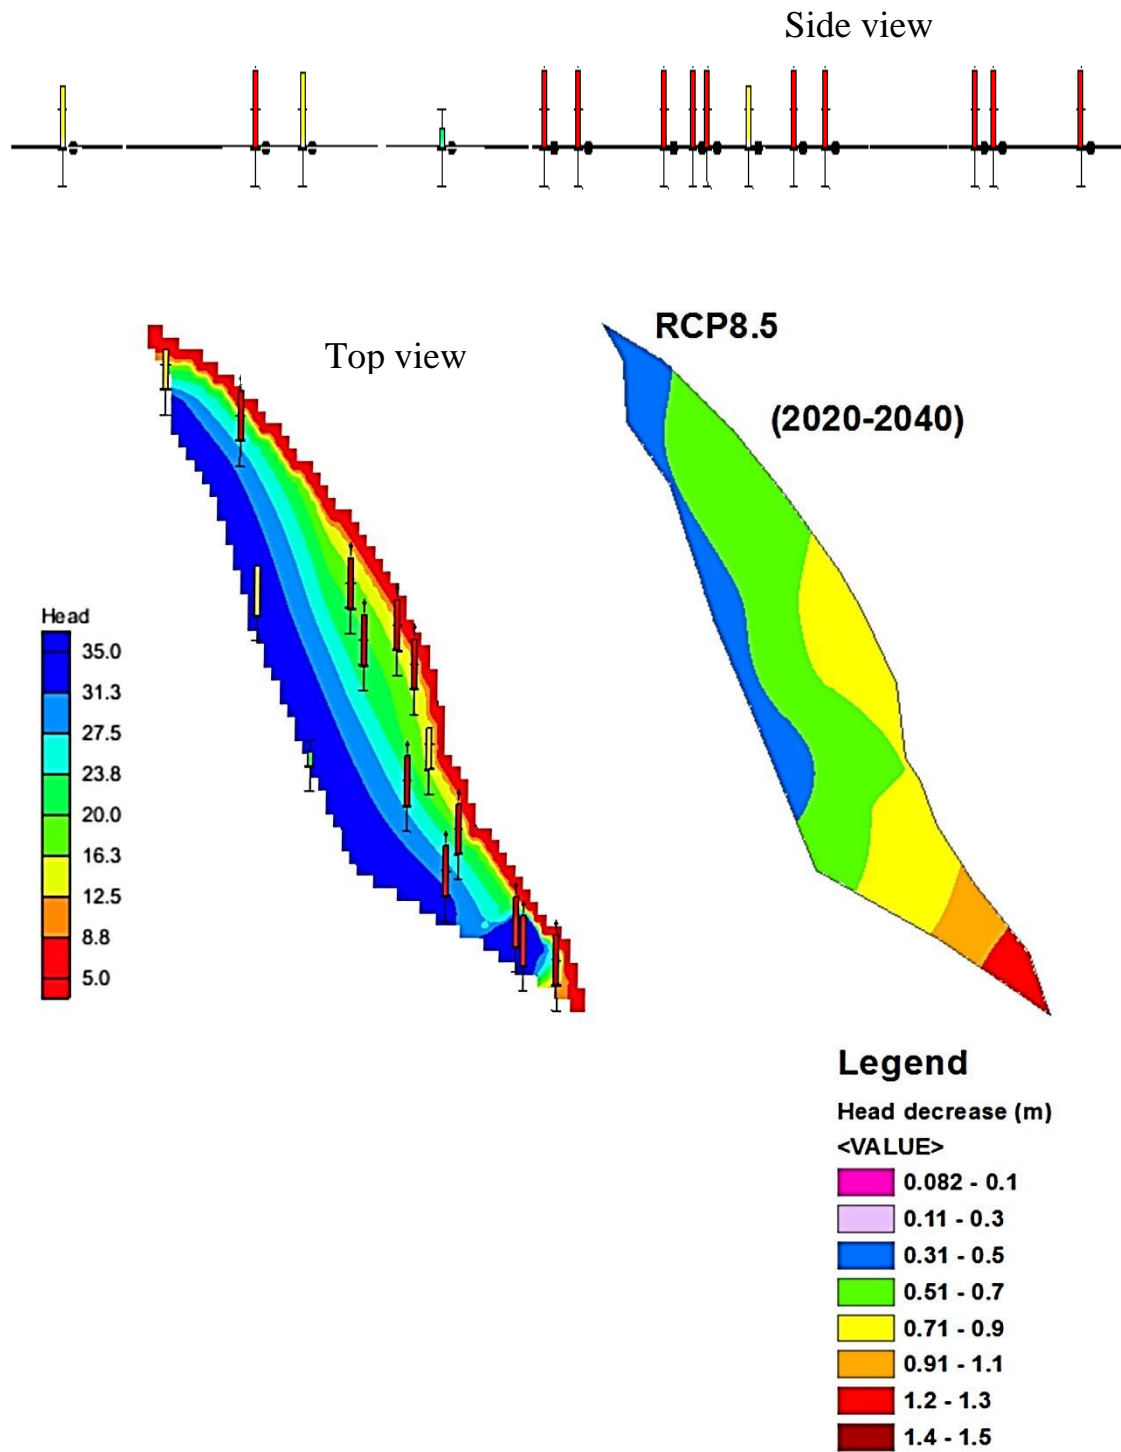 Side view
RCP8.5
Top view
(2020-2040)
Head
35.0
31.3
27.5
23.8
20.0
16.3
12.5
8.8
5.0
Legend
Head decrease (m)
<VALUE>
0.082 - 0.1
0.11 - 0.3
0.31 - 0.5
0.51 - 0.7
0.71 - 0.9
0.91 - 1.1
1.2 - 1.3
1.4 - 1.5